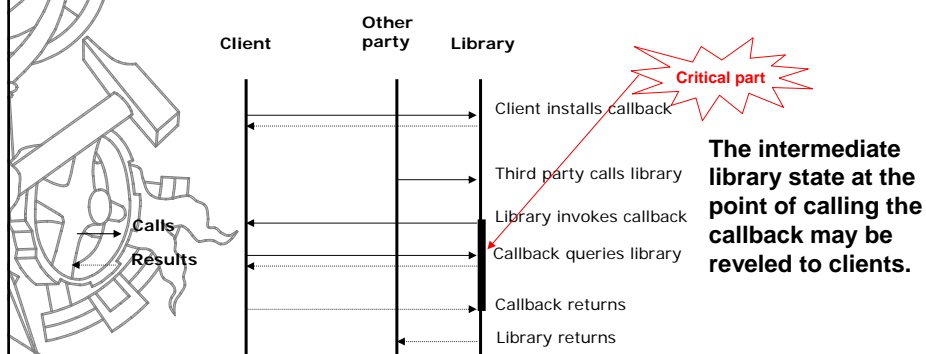 Client
Other
party
Library
Critical part
Client installs callback
Third party calls library
Library invokes callback
Calls
Callback queries library
Results
Callback returns
Library returns
The intermediate
library state at the
point of calling the
callback may be
reveled to clients.